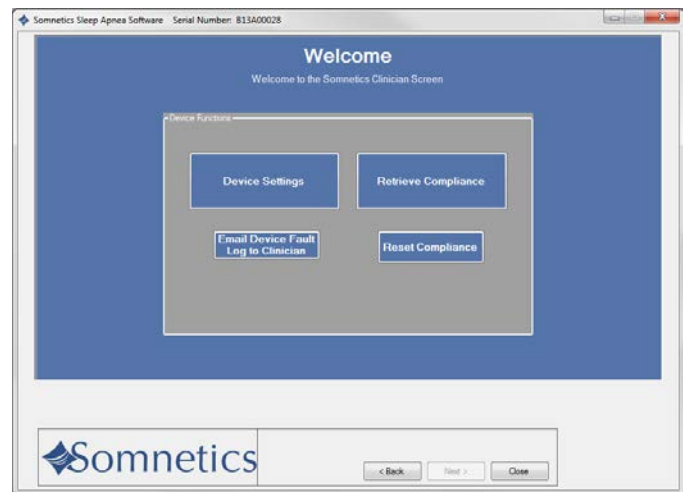 Somnetics Sleep Apnea Software Serial Number: 813A00028
Welcome
Welcome to the Somnetics Clinician Screen
Device Functions
Device Settings
Retrieve Compliance
Email Device Fault
Log to Clinician
Reset Compliance
Somnetics
< Back
Next >
Close